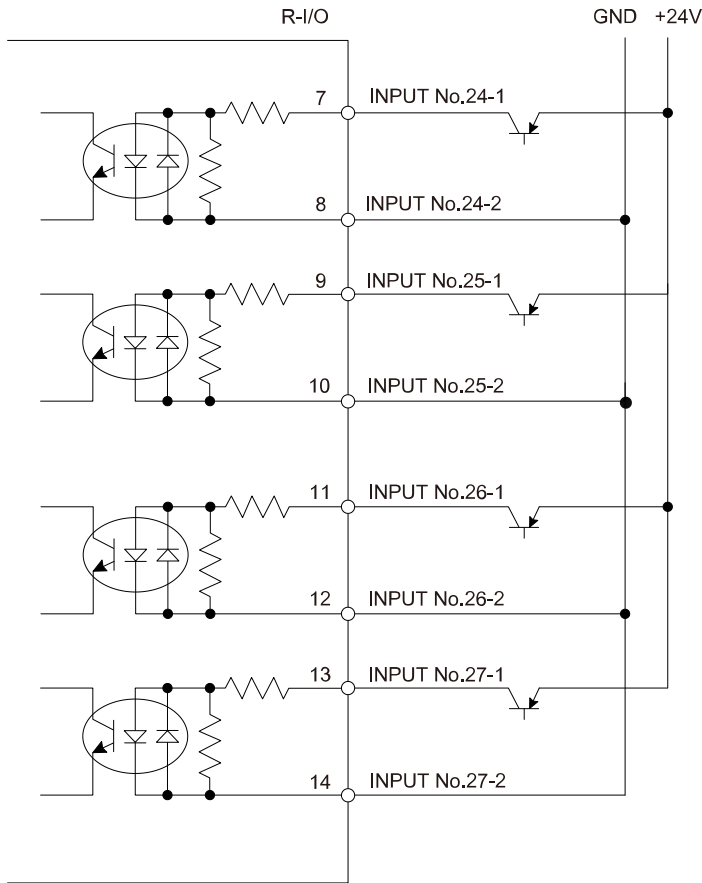 R-I/O GND +24V
7 INPUT No.24-1
8 INPUT No.24-2
9 INPUT No.25-1
10 INPUT No.25-2
11 INPUT No.26-1
12 INPUT No.26-2
13 INPUT No.27-1
14 INPUT No.27-2